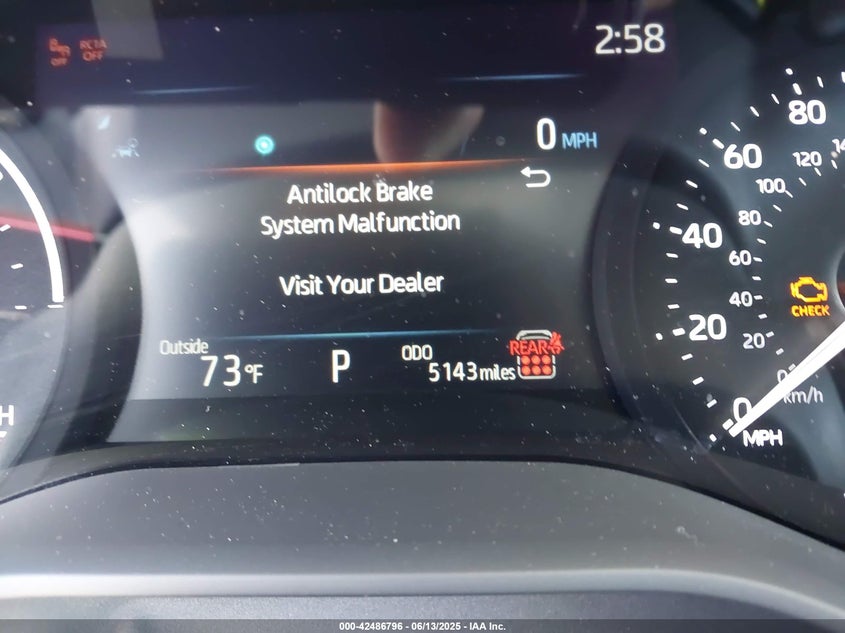 OFF
RCTA
OFF
2:58
0 MPH
Antilock Brake
System Malfunction
Visit Your Dealer
Outside
73°F
P
ODO
5143 miles
REAR
80
60
40
20
0
MPH
120
100
80
60
40
20
0
km/h
CHECK
H
000-42486796 - 06/13/2025 - IAA Inc.